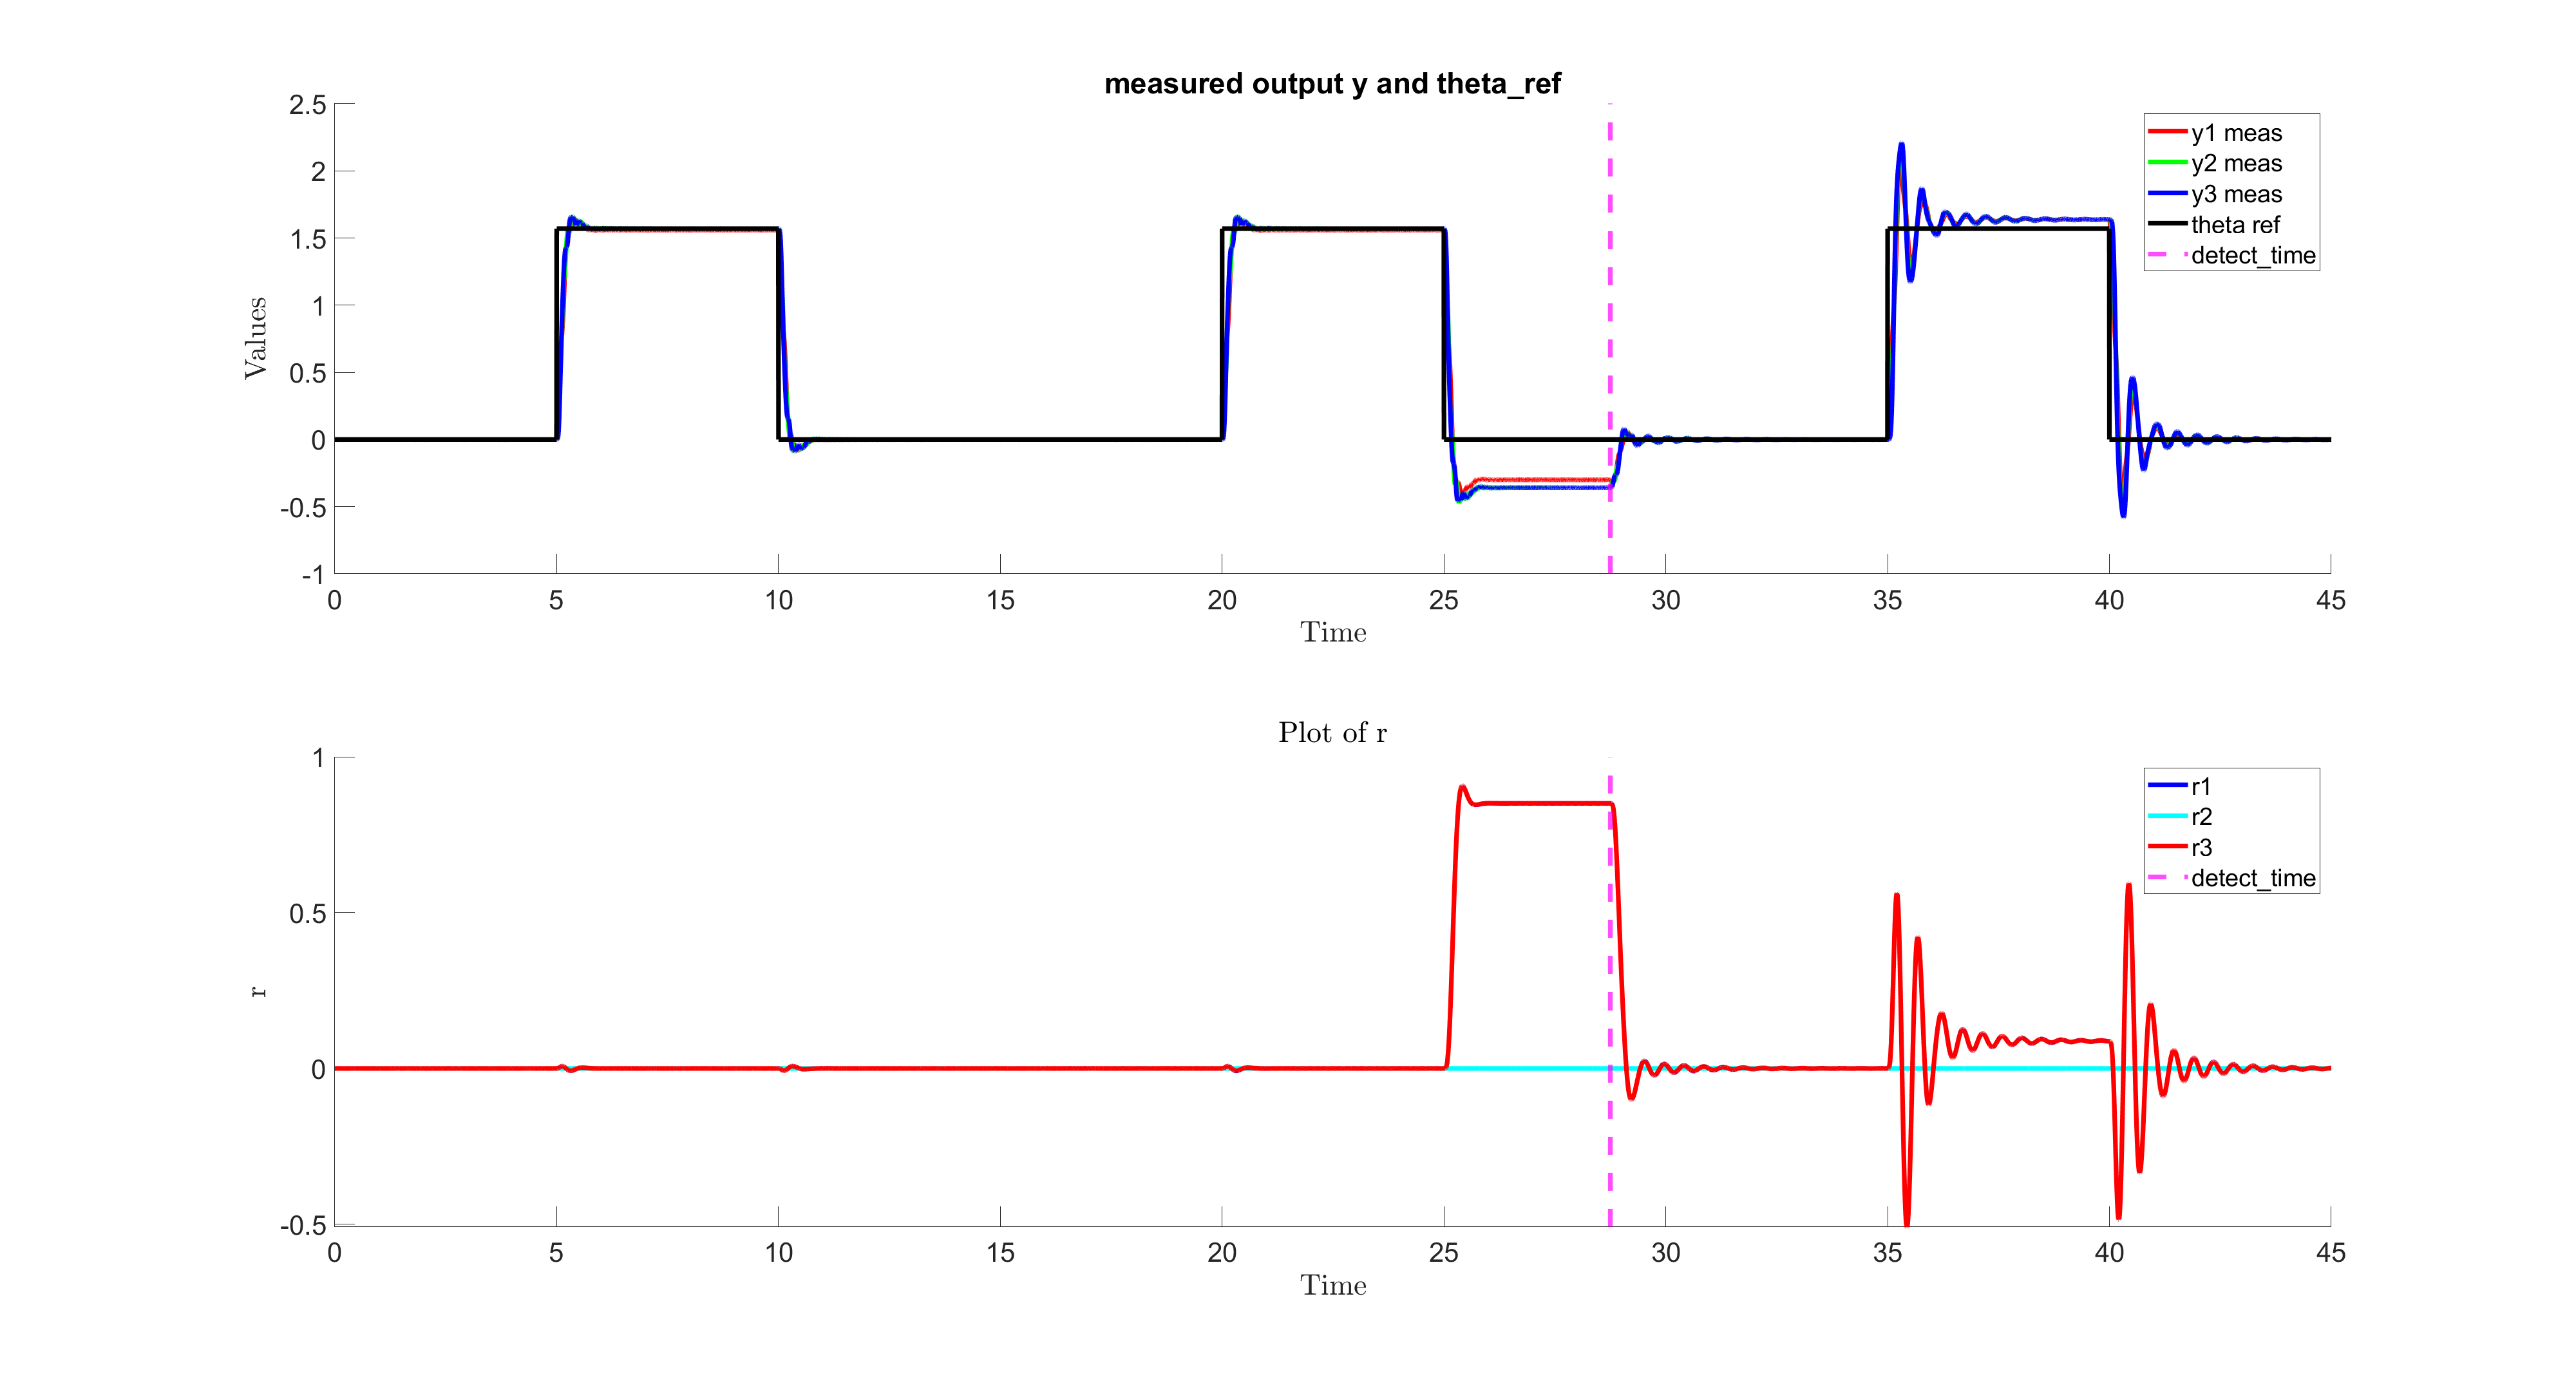 measured output y and theta_ref
2.5
2
1.5
1
0.5
0
-0.5
-1
Values
0 5 10 15 20 25 30 35 40 45
Time
y1 meas
y2 meas
y3 meas
theta ref
detect_time
Plot of r
1
0.5
0
-0.5
r
0 5 10 15 20 25 30 35 40 45
Time
r1
r2
r3
detect_time